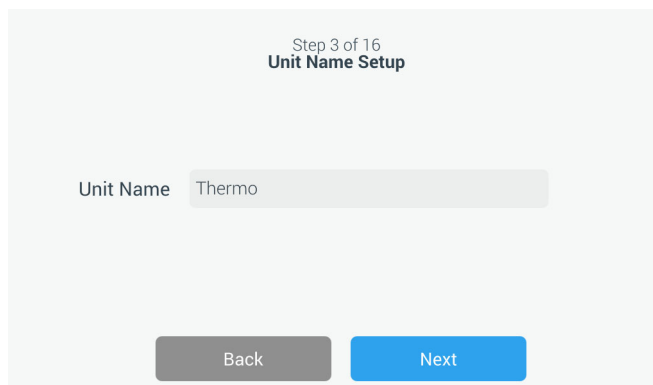 Step 3 of 16
Unit Name Setup
Unit Name Thermo
Back Next